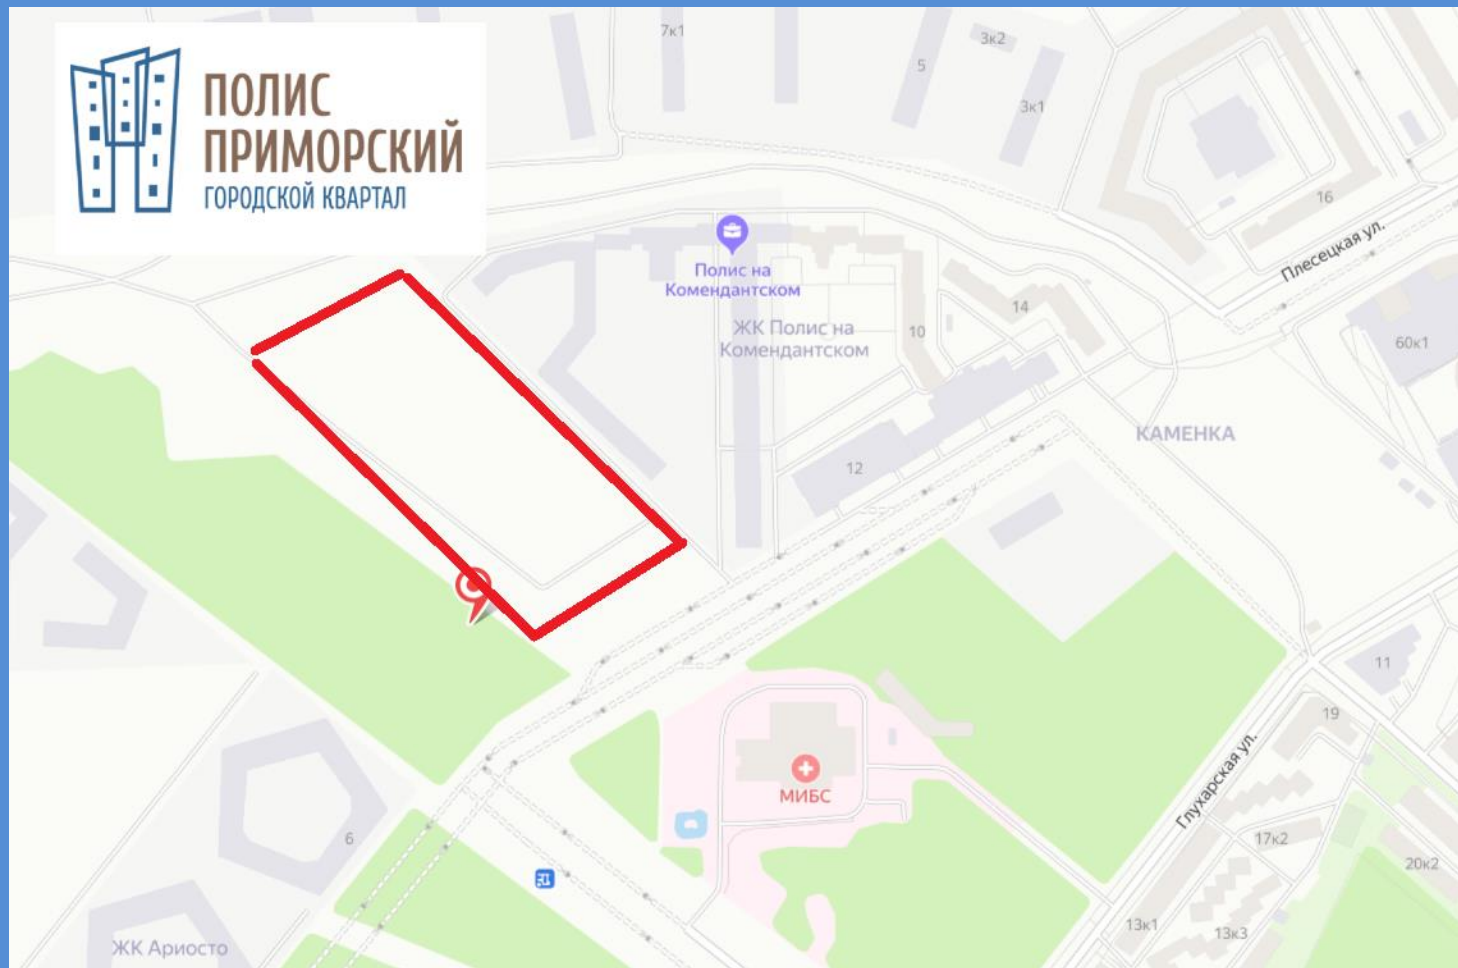 ПОЛИС
ПРИМОРСКИЙ
ГОРОДСКОЙ КВАРТАЛ
7к1
3к2
5
3к1
16
Плесецкая ул.
Полис на
Комендантском
ЖК Полис на
Комендантском
10
14
60к1
КАМЕНКА
12
11
19
Глухарская ул.
МИБС
6
17к2
20к2
13к1
13к3
ЖК Ариосто